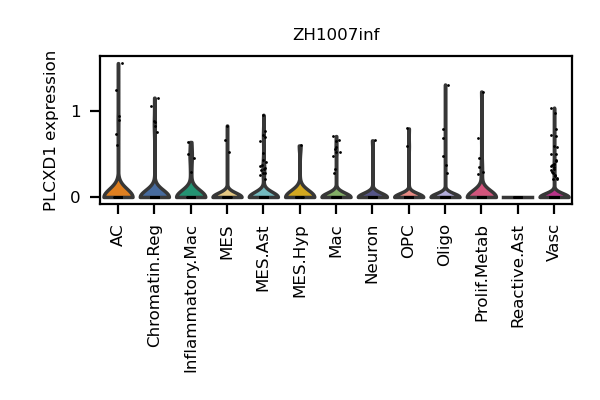 ZH1007inf
PLCXD1 expression
1
0
AC
Chromatin.Reg
Inflammatory.Mac
MES
MES.Ast
MES.Hyp
Mac
Neuron
OPC
Oligo
Prolif.Metab
Reactive.Ast
Vasc